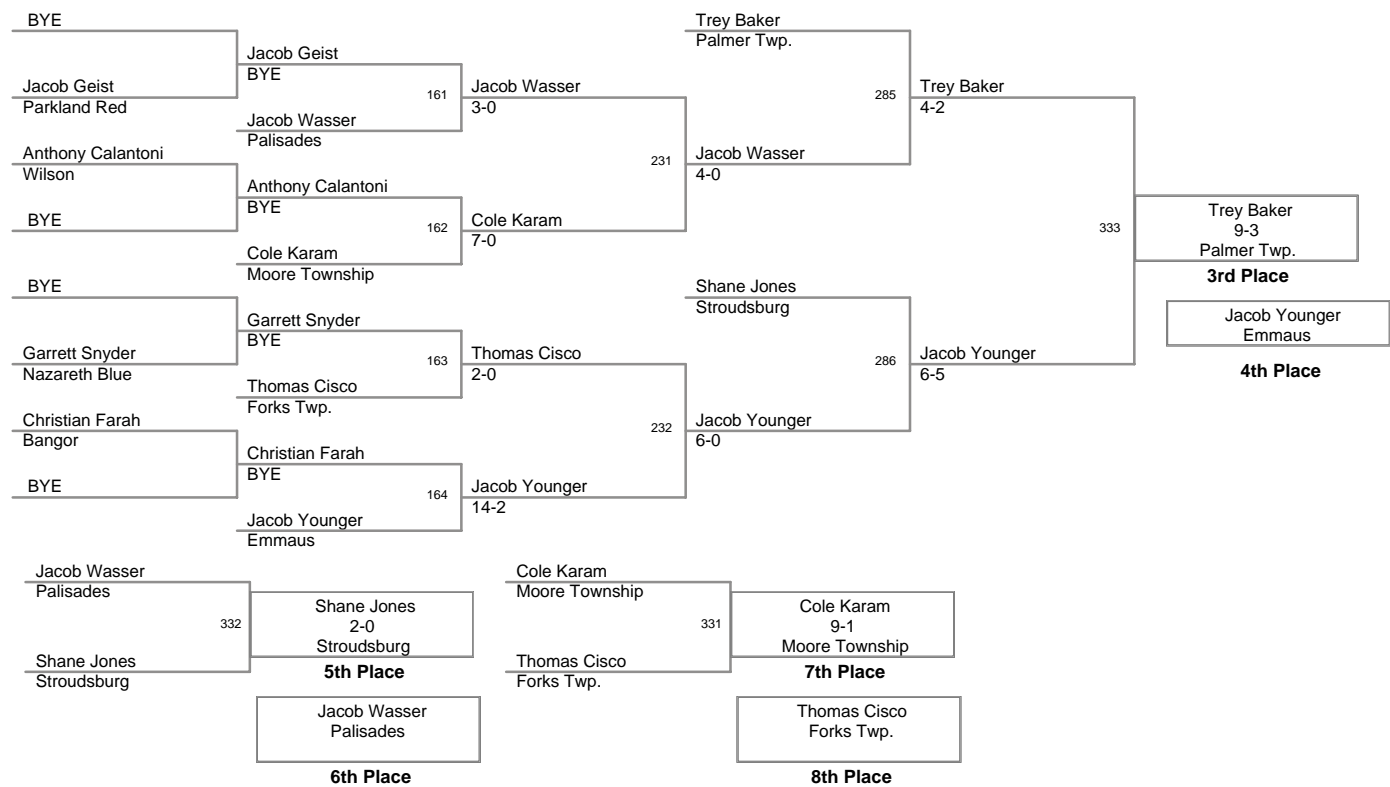 BYE
Jacob Geist
Parkland Red
Anthony Calantoni
Wilson
BYE
BYE
Garrett Snyder
Nazareth Blue
Christian Farah
Bangor
BYE
Jacob Geist
BYE
161
Jacob Wasser
Palisades
Anthony Calantoni
BYE
162
Cole Karam
Moore Township
Garrett Snyder
BYE
163
Thomas Cisco
Forks Twp.
Christian Farah
BYE
164
Jacob Younger
Emmaus
Jacob Wasser
3-0
231
Cole Karam
7-0
Thomas Cisco
2-0
232
Jacob Younger
14-2
Trey Baker
Palmer Twp.
285
Jacob Wasser
4-0
Shane Jones
Stroudsburg
286
Jacob Younger
6-0
Trey Baker
4-2
333
Jacob Younger
6-5
Trey Baker
9-3
Palmer Twp.
3rd Place
Jacob Younger
Emmaus
4th Place
Jacob Wasser
Palisades
332
Shane Jones
Stroudsburg
Shane Jones
2-0
Stroudsburg
5th Place
Jacob Wasser
Palisades
6th Place
Cole Karam
Moore Township
331
Thomas Cisco
Forks Twp.
Cole Karam
9-1
Moore Township
7th Place
Thomas Cisco
Forks Twp.
8th Place